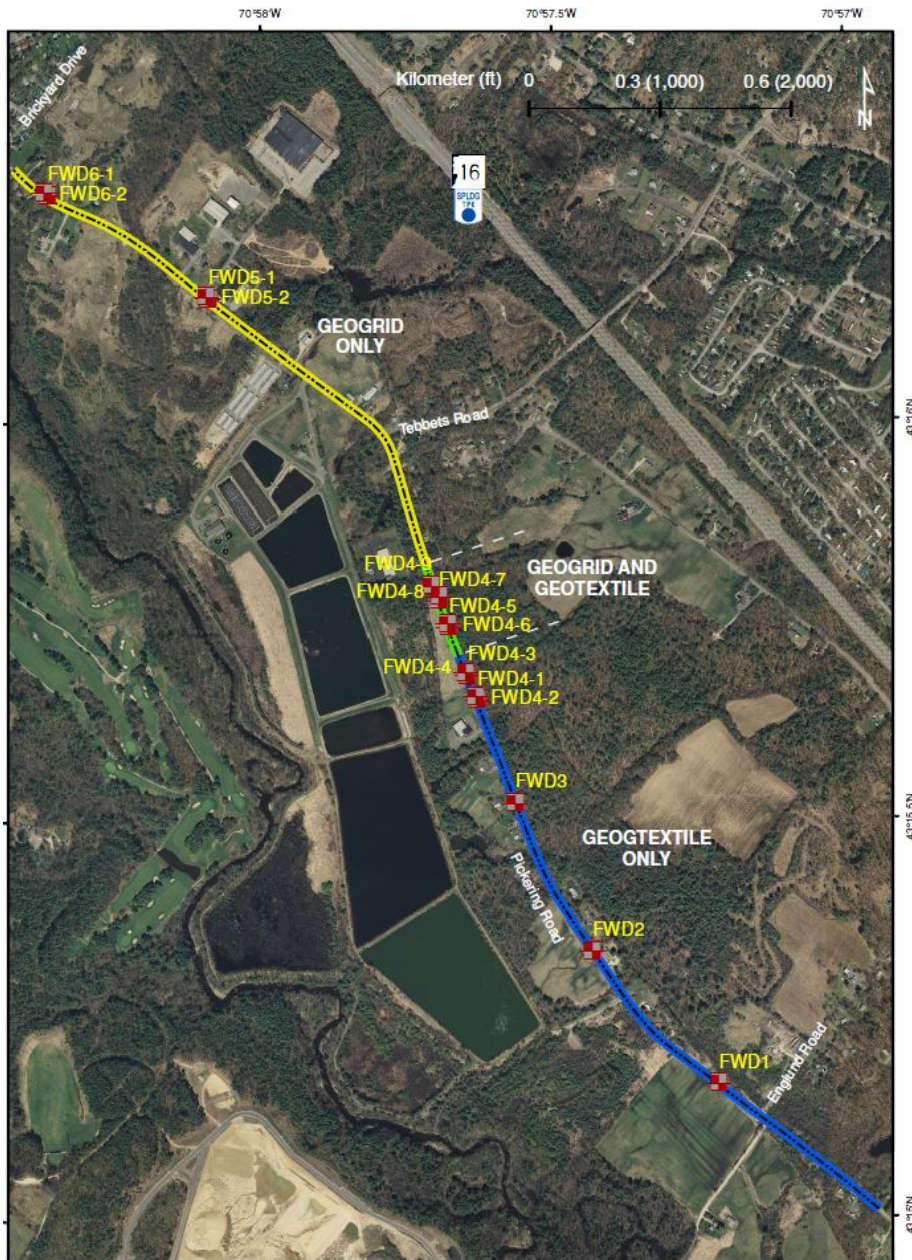 70°58'W
70°57.5'W
70°57'W
Brickyard Drive
Kilometer (ft) 0 0.3 (1,000) 0.6 (2,000)
N
16
SPLDG
TPK
FWD6-1
FWD6-2
FWD5-1
FWD5-2
GEOGRID
ONLY
Tebbets Road
43°16'N
FWD4-9
FWD4-7
FWD4-8
GEOGRID AND
GEOTEXTILE
FWD4-5
FWD4-6
FWD4-3
FWD4-4
FWD4-1
FWD4-2
FWD3
43°15.5'N
GEOGTEXTILE
ONLY
Pickering Road
FWD2
FWD1
Englund Road
43°15'N